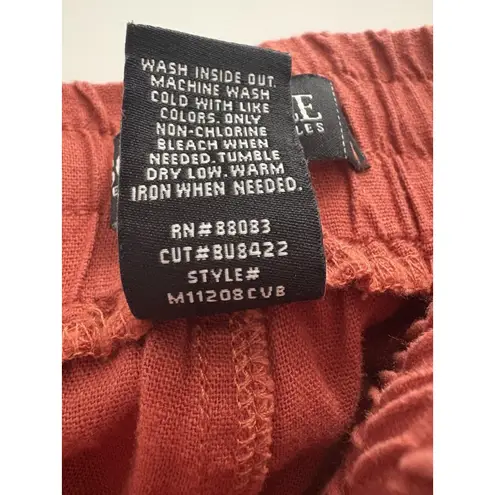 WASH INSIDE OUT.
MACHINE WASH
COLD WITH LIKE
COLORS. ONLY
NON-CHLORINE
BLEACH WHEN
NEEDED. TUMBLE
DRY LOW. WARM
IRON WHEN NEEDED.
RN#88083
CUT#BU8422
STYLE#
M11208CVB